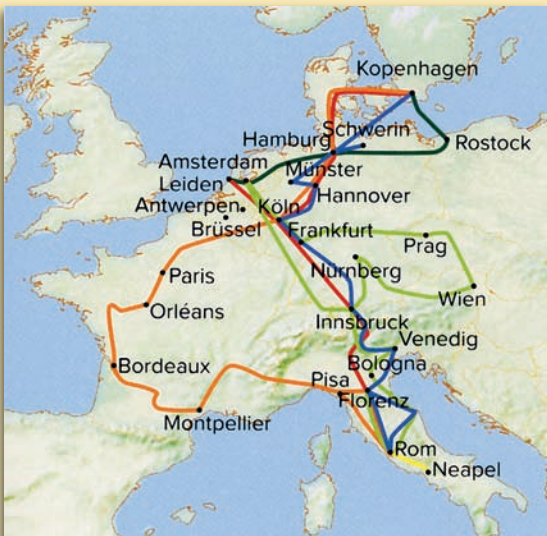 Kopenhagen
Schwerin
Hamburg
Rostock
Amsterdam
Münster
Leiden
Hannover
Antwerpen
Köln
Brüssel
Frankfurt
Prag
Nürnberg
Paris
Wien
Orléans
Innsbruck
Venedig
Bologna
Bordeaux
Pisa
Florenz
Montpellier
Rom
Neapel